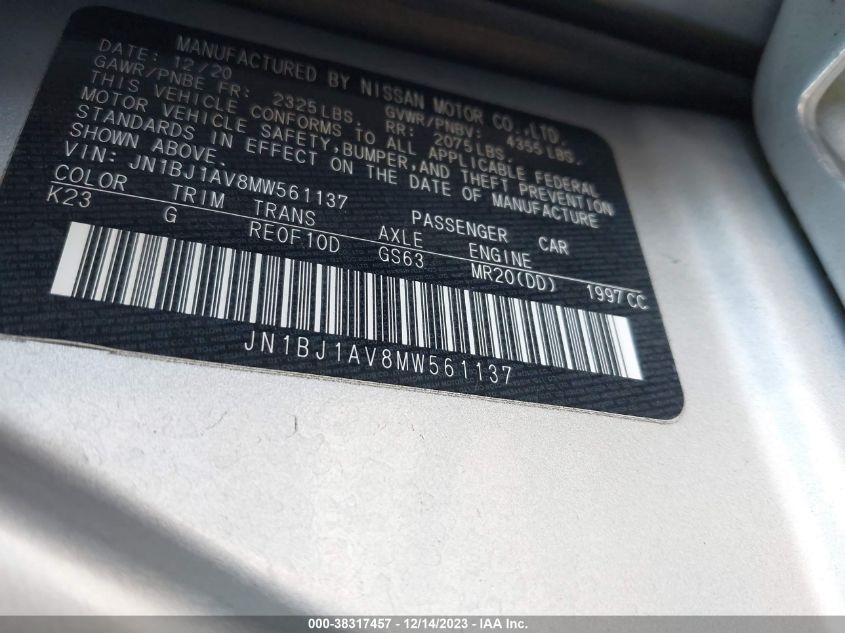 MANUFACTURED BY NISSAN MOTOR CO.,LTD.
DATE: 12/20 GVWR/PNBV: 4355LBS.
GAWR/PNBE FR: 2325LBS. RR: 2075LBS.
THIS VEHICLE CONFORMS TO ALL APPLICABLE FEDERAL
MOTOR VEHICLE SAFETY,BUMPER,AND THEFT PREVENTION
STANDARDS IN EFFECT ON THE DATE OF MANUFACTURE
SHOWN ABOVE.
VIN: JN1BJ1AV8MW561137 PASSENGER CAR
COLOR TRIM TRANS AXLE ENGINE
K23 G RE0F10D GS63 MR20(DD) 1997CC
JN1BJ1AV8MW561137
000-38317457 - 12/14/2023 - IAA Inc.